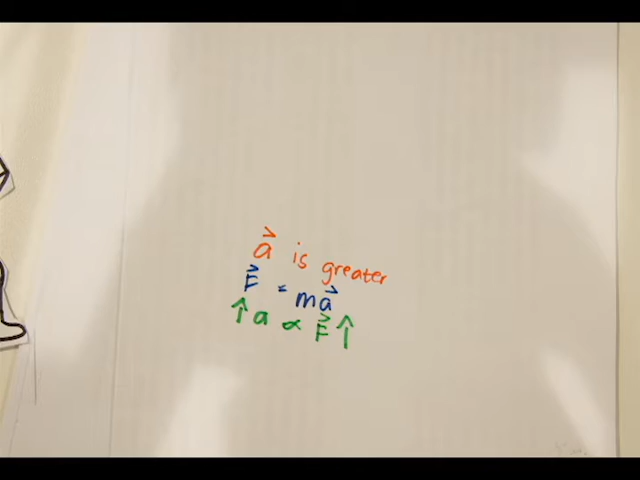 a⃗ is greater
F⃗ = ma⃗
↑a ∝ F⃗↑